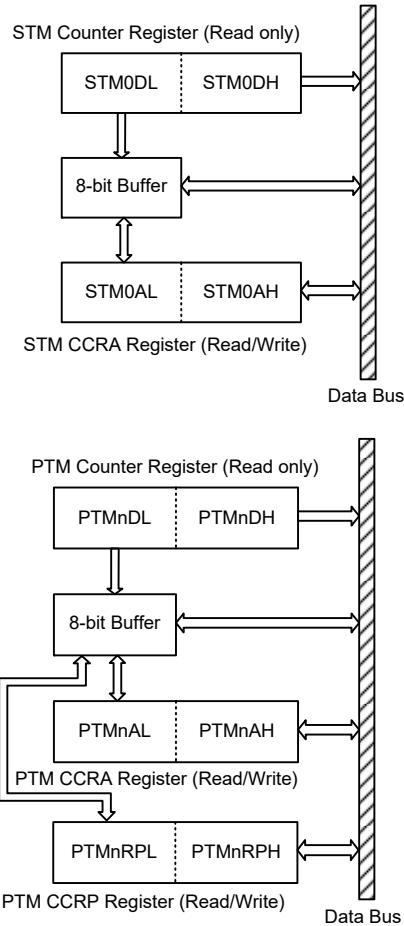 STM Counter Register (Read only)
STM0DL STM0DH
8-bit Buffer
STM0AL STM0AH
STM CCRA Register (Read/Write)
Data Bus
PTM Counter Register (Read only)
PTMnDL PTMnDH
8-bit Buffer
PTMnAL PTMnAH
PTM CCRA Register (Read/Write)
PTMnRPL PTMnRPH
PTM CCRP Register (Read/Write)
Data Bus